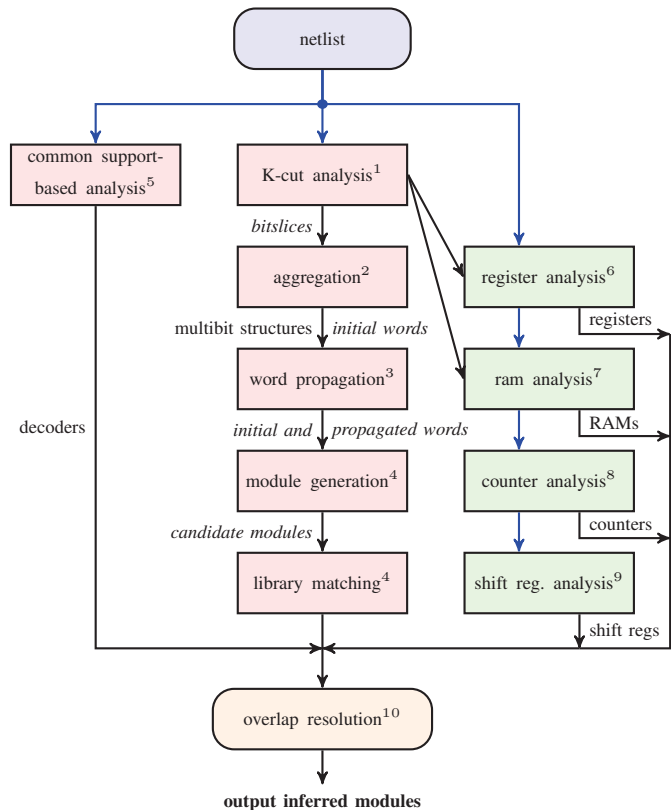 netlist
common support-
based analysis⁵
K-cut analysis¹
bitslices
aggregation²
register analysis⁶
registers
multibit structures initial words
word propagation³
ram analysis⁷
RAMs
decoders
initial and propagated words
module generation⁴
counter analysis⁸
counters
candidate modules
library matching⁴
shift reg. analysis⁹
shift regs
overlap resolution¹⁰
output inferred modules